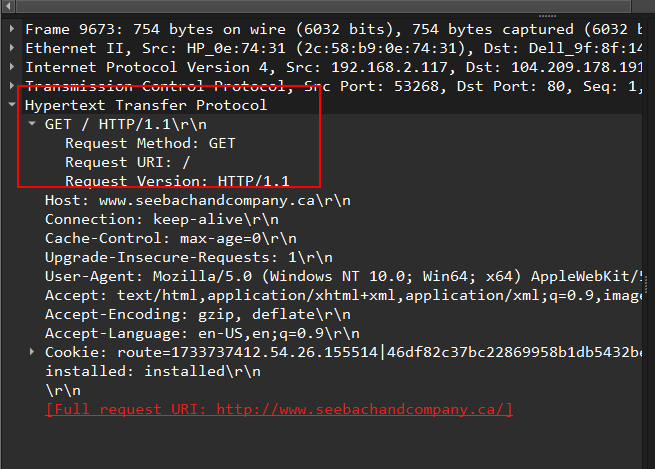 Frame 9673: 754 bytes on wire (6032 bits), 754 bytes captured (6032 b
Ethernet II, Src: HP_0e:74:31 (2c:58:b9:0e:74:31), Dst: Dell_9f:8f:14
Internet Protocol Version 4, Src: 192.168.2.117, Dst: 104.209.178.191
Transmission Control Protocol, Src Port: 53268, Dst Port: 80, Seq: 1,
Hypertext Transfer Protocol
GET / HTTP/1.1\r\n
Request Method: GET
Request URI: /
Request Version: HTTP/1.1
Host: www.seebachandcompany.ca\r\n
Connection: keep-alive\r\n
Cache-Control: max-age=0\r\n
Upgrade-Insecure-Requests: 1\r\n
User-Agent: Mozilla/5.0 (Windows NT 10.0; Win64; x64) AppleWebKit/5
Accept: text/html,application/xhtml+xml,application/xml;q=0.9,imag
Accept-Encoding: gzip, deflate\r\n
Accept-Language: en-US,en;q=0.9\r\n
Cookie: route=1733737412.54.26.155514|46df82c37bc22869958b1db5432be
installed: installed\r\n
\r\n
[Full request URI: http://www.seebachandcompany.ca/]